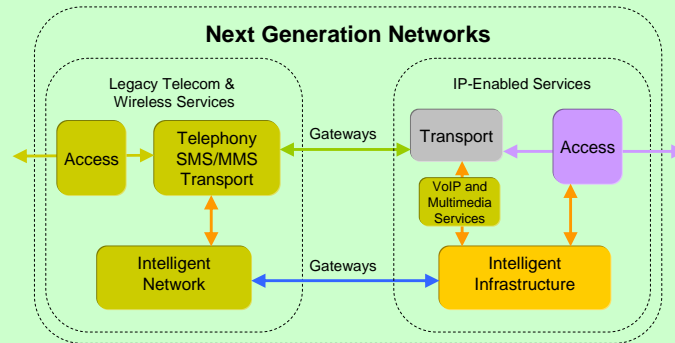 Next Generation Networks
Legacy Telecom &
Wireless Services
IP-Enabled Services
Access
Telephony
SMS/MMS
Transport
Gateways
Transport
Access
VoIP and
Multimedia
Services
Intelligent
Network
Gateways
Intelligent
Infrastructure